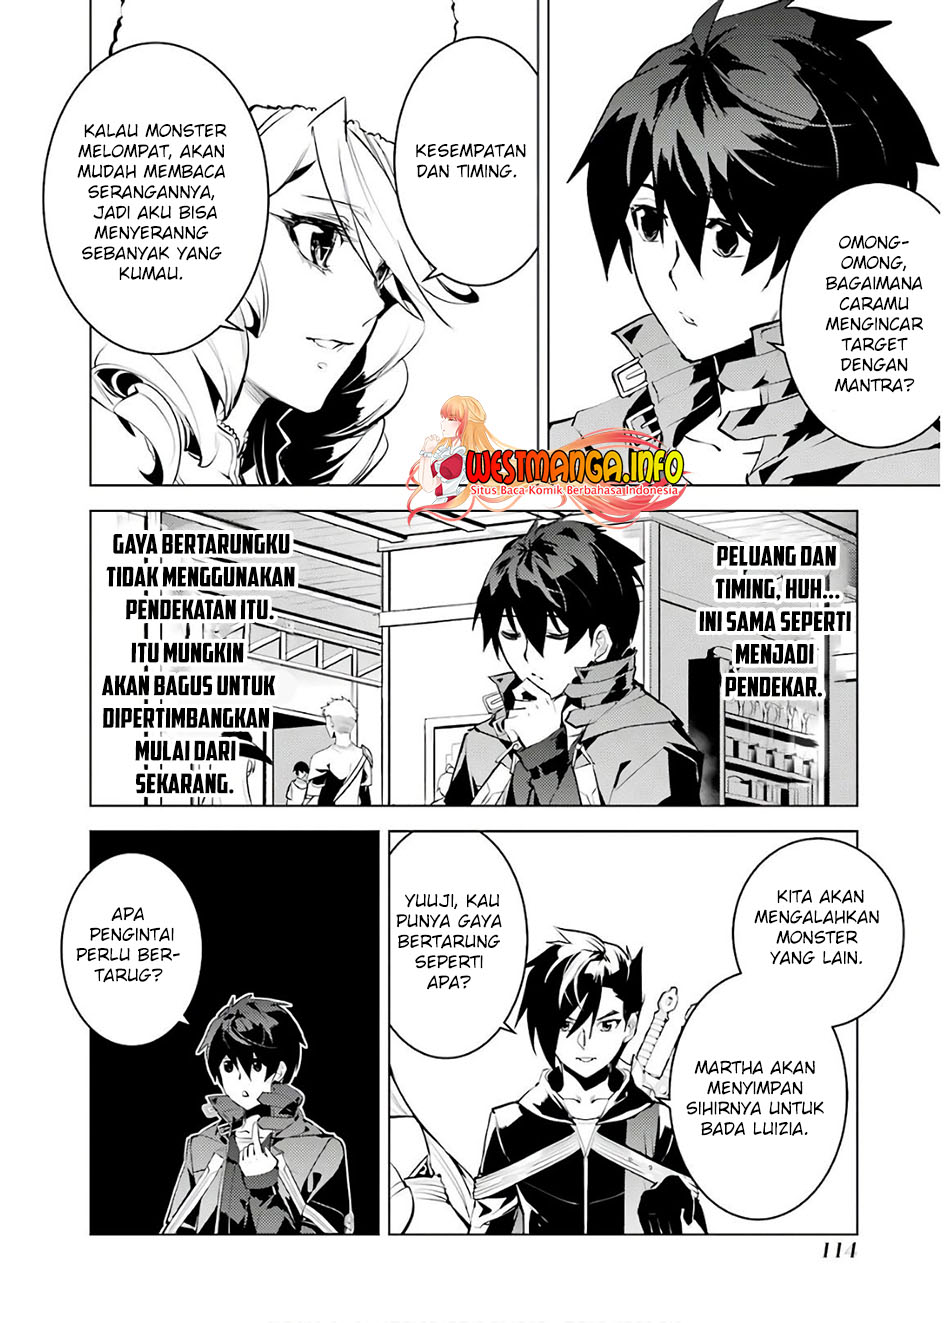 OMONG-
OMONG,
BAGAIMANA
CARAMU
MENGINCAR
TARGET
DENGAN
MANTRA?
KESEMPATAN
DAN TIMING.
KALAU MONSTER
MELOMPAT, AKAN
MUDAH MEMBACA
SERANGANNYA,
JADI AKU BISA
MENYERANNG
SEBANYAK YANG
KUMAU.
WESTMANGA.INFO
Situs Baca Komik Berbahasa Indonesia
PELUANG DAN
TIMING, HUH...
INI SAMA SEPERTI
MENJADI
PENDEKAR.
GAYA BERTARUNGKU
TIDAK MENGGUNAKAN
PENDEKATAN ITU.
ITU MUNGKIN
AKAN BAGUS UNTUK
DIPERTIMBANGKAN
MULAI DARI
SEKARANG.
KITA AKAN
MENGALAHKAN
MONSTER
YANG LAIN.
MARTHA AKAN
MENYIMPAN
SIHIRNYA UNTUK
BADA LUIZIA.
YUUJI, KAU
PUNYA GAYA
BERTARUNG
SEPERTI
APA?
APA
PENGINTAI
PERLU BER-
TARUG?
114